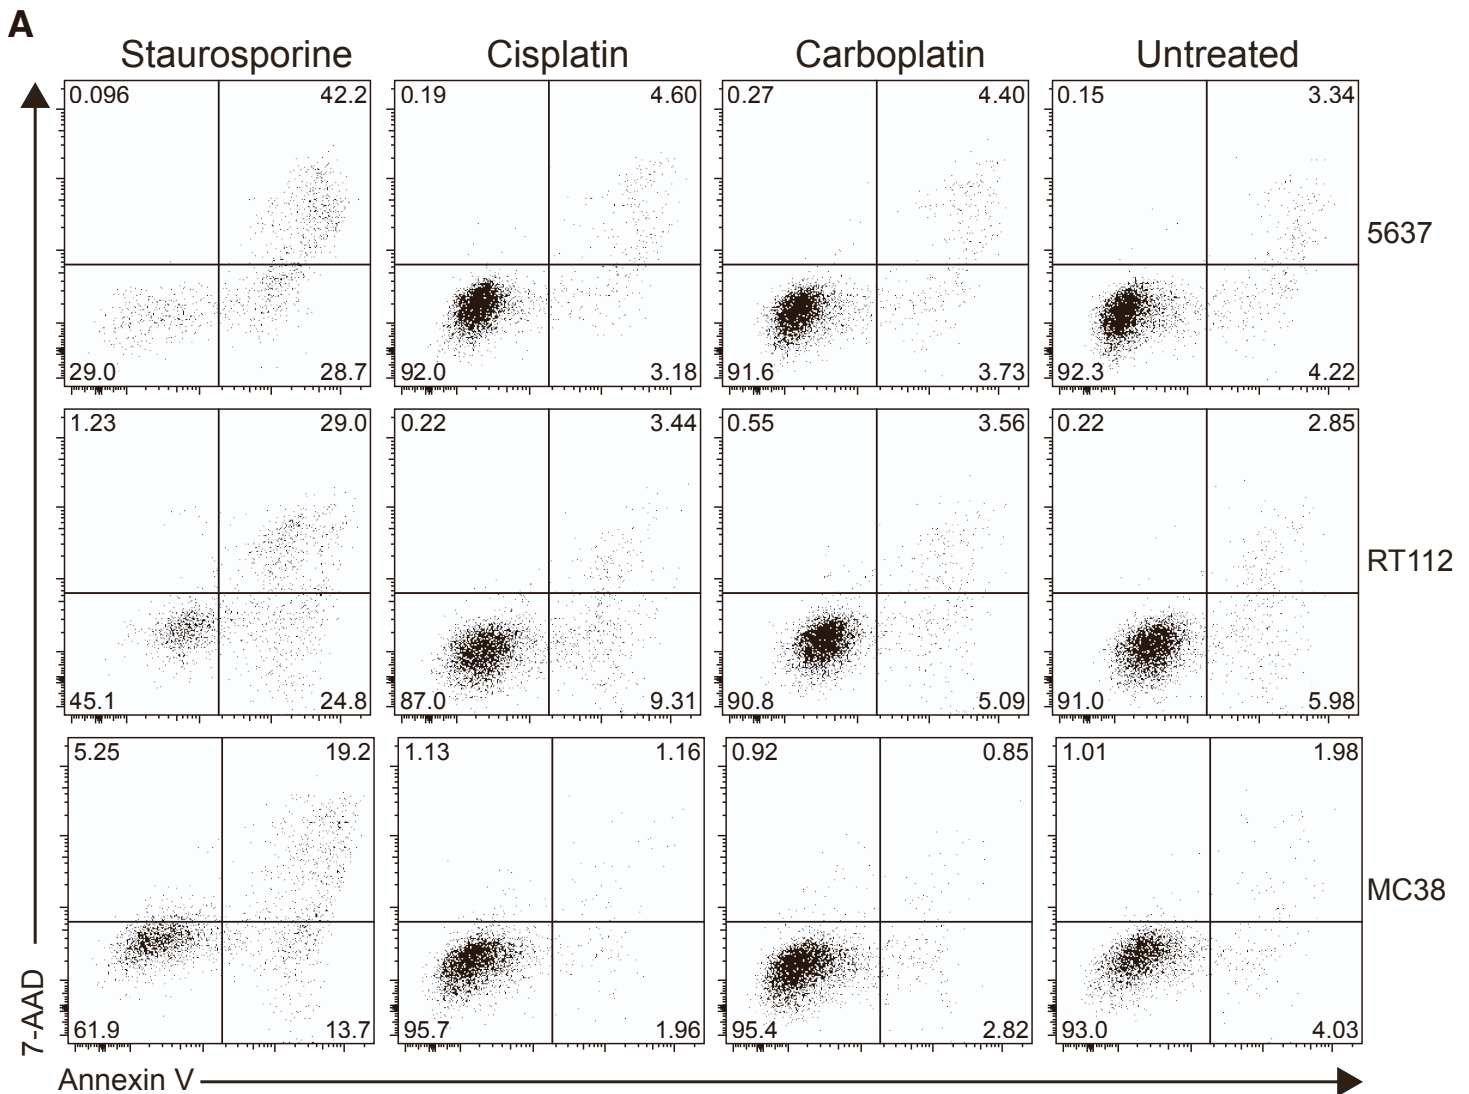 A
Staurosporine Cisplatin Carboplatin Untreated
0.096 42.2 0.19 4.60 0.27 4.40 0.15 3.34
5637
29.0 28.7 92.0 3.18 91.6 3.73 92.3 4.22
1.23 29.0 0.22 3.44 0.55 3.56 0.22 2.85
RT112
45.1 24.8 87.0 9.31 90.8 5.09 91.0 5.98
5.25 19.2 1.13 1.16 0.92 0.85 1.01 1.98
MC38
61.9 13.7 95.7 1.96 95.4 2.82 93.0 4.03
7-AAD
Annexin V